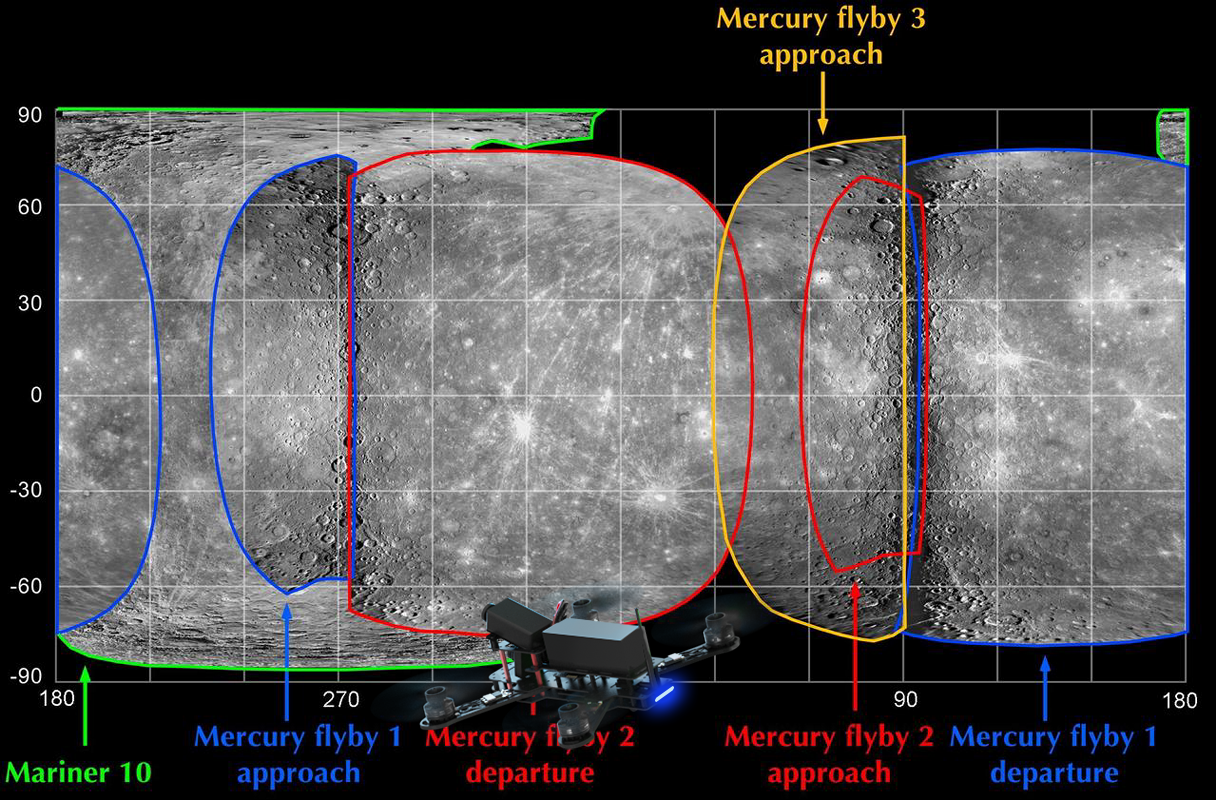 Mercury flyby 3
approach
90
60
30
0
-30
-60
-90
180
270
90
180
Mercury flyby 1
approach
Mercury flyby 2
departure
Mercury flyby 2
approach
Mercury flyby 1
departure
Mariner 10